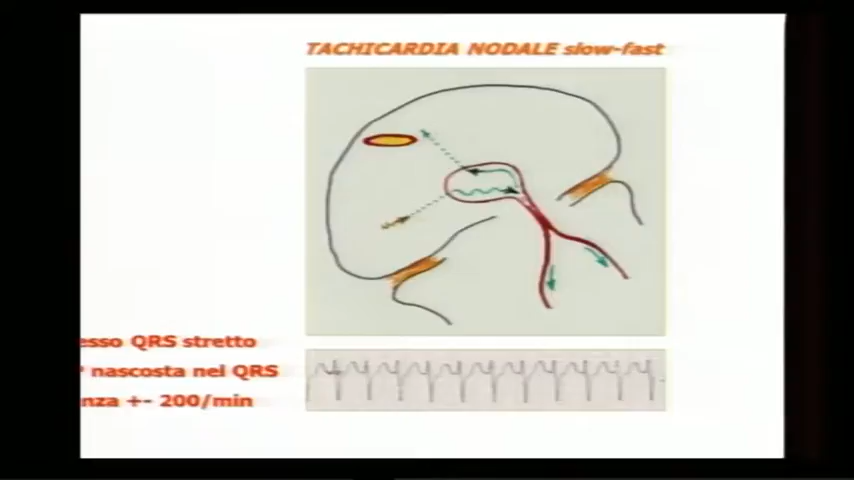 TACHICARDIA NODALE slow-fast
esso QRS stretto
nascosta nel QRS
nza +- 200/min